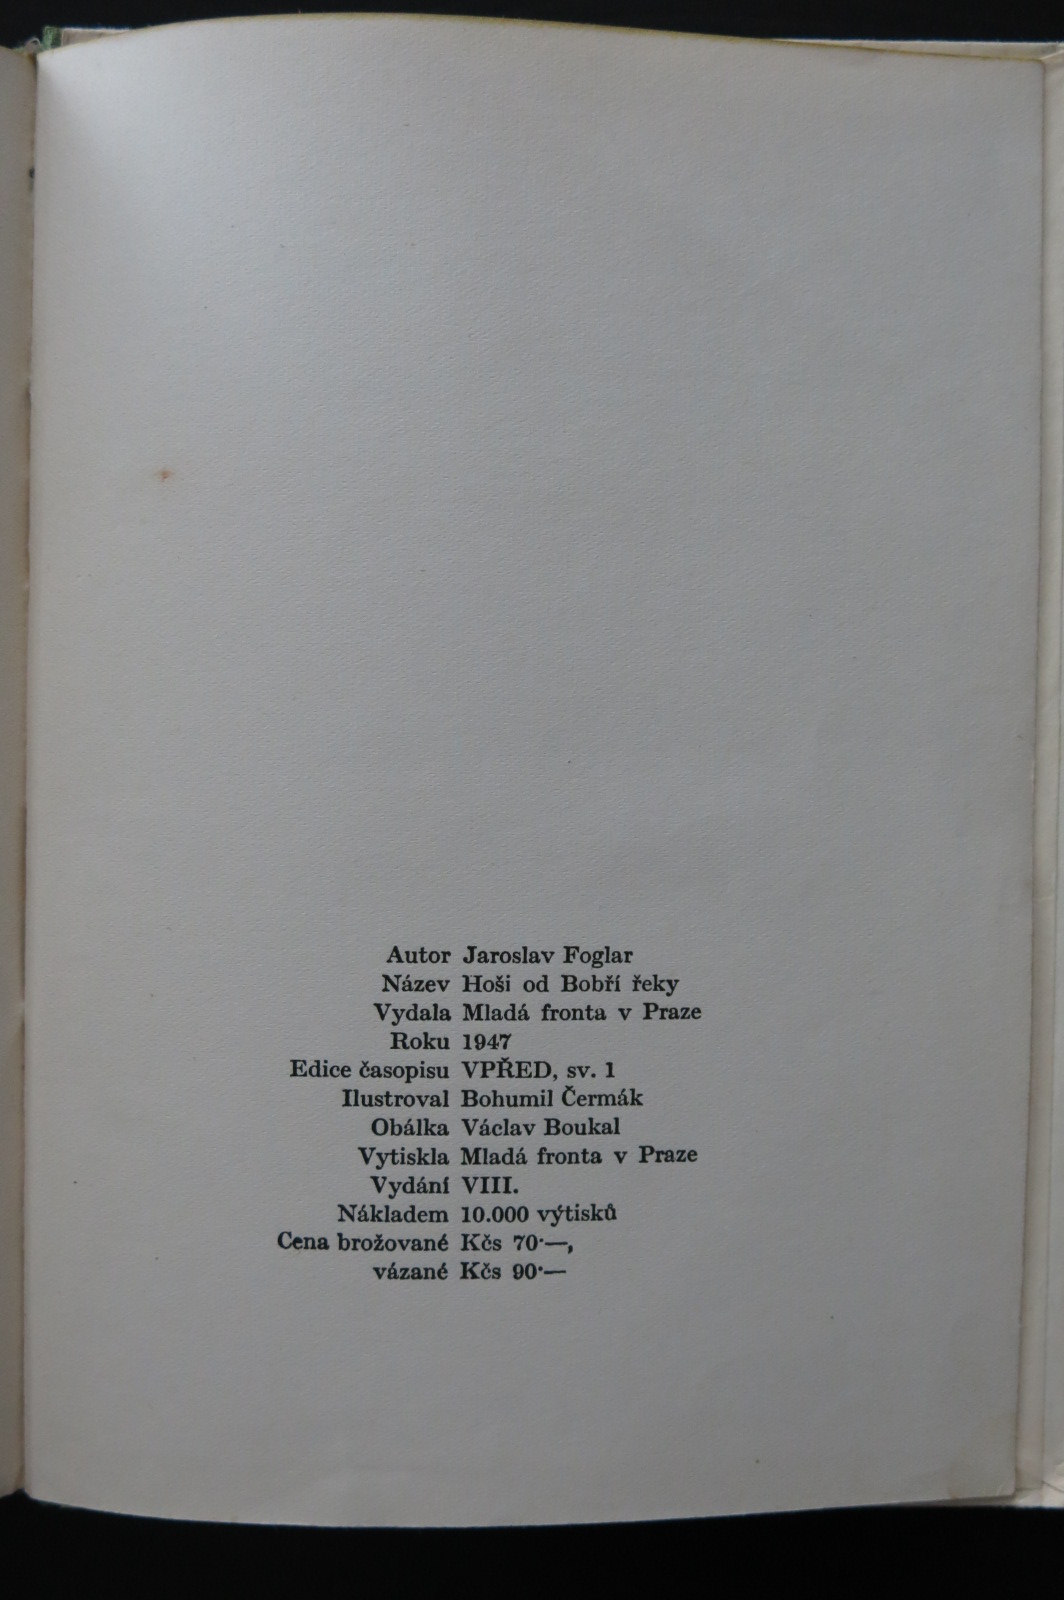 Autor Jaroslav Foglar
Název Hoši od Bobří řeky
Vydala Mladá fronta v Praze
Roku 1947
Edice časopisu VPŘED, sv. 1
Ilustroval Bohumil Čermák
Obálka Václav Boukal
Vytiskla Mladá fronta v Praze
Vydání VIII.
Nákladem 10.000 výtisků
Cena brožované Kčs 70·—,
vázané Kčs 90·—